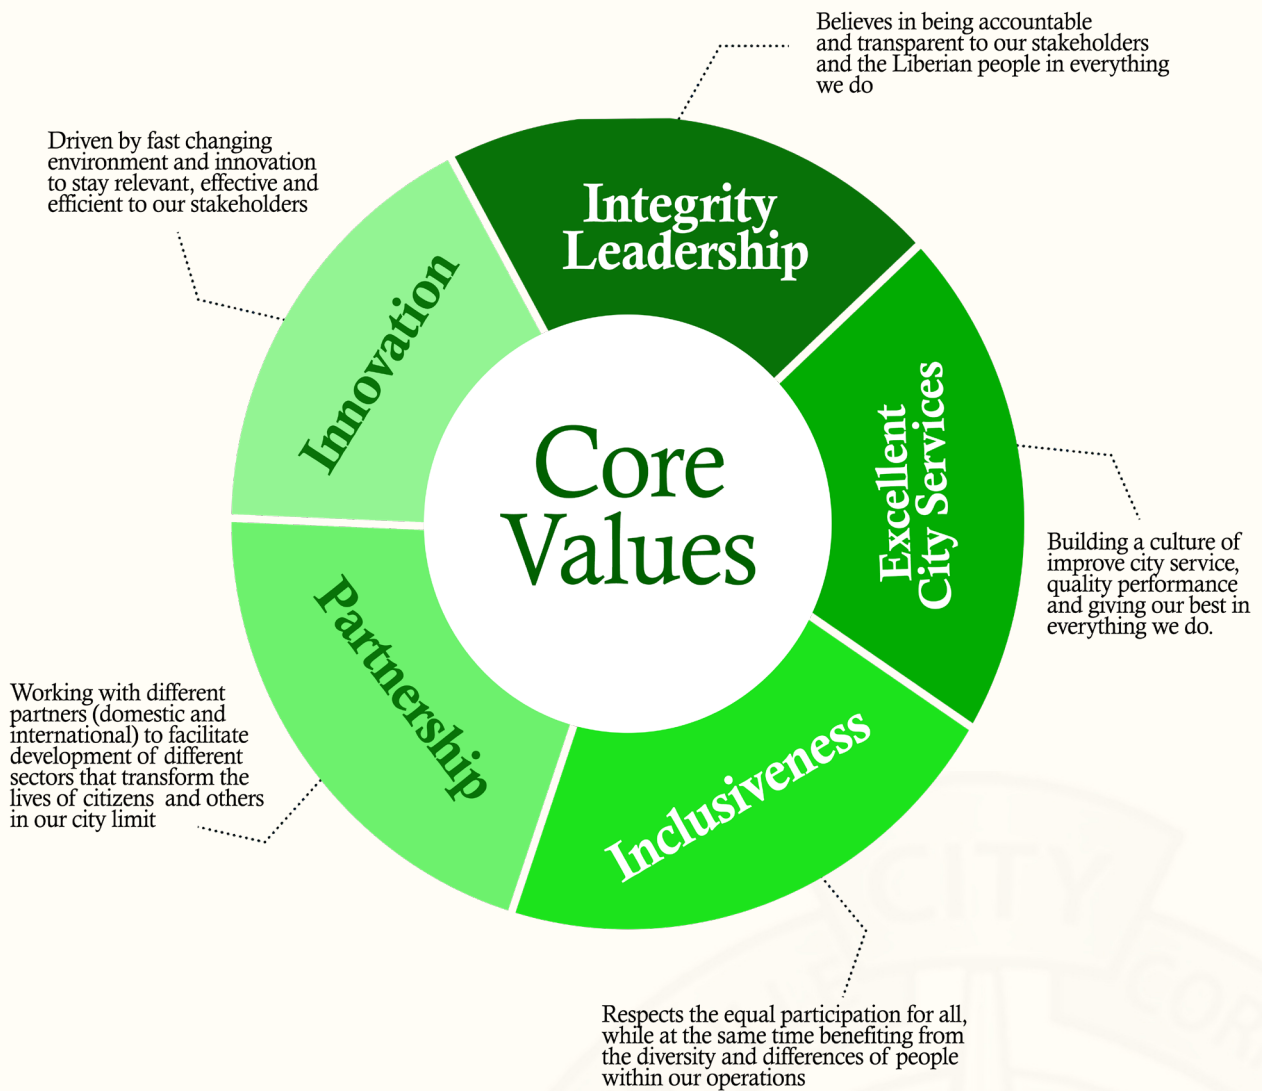 Believes in being accountable
and transparent to our stakeholders
and the Liberian people in everything
we do
Driven by fast changing
environment and innovation
to stay relevant, effective and
efficient to our stakeholders
Integrity
Leadership
Innovation
Excellent
City Services
Core
Values
Building a culture of
improve city service,
quality performance
and giving our best in
everything we do.
Partnership
Working with different
partners (domestic and
international) to facilitate
development of different
sectors that transform the
lives of citizens and others
in our city limit
Inclusiveness
CITY
Respects the equal participation for all,
while at the same time benefiting from
the diversity and differences of people
within our operations